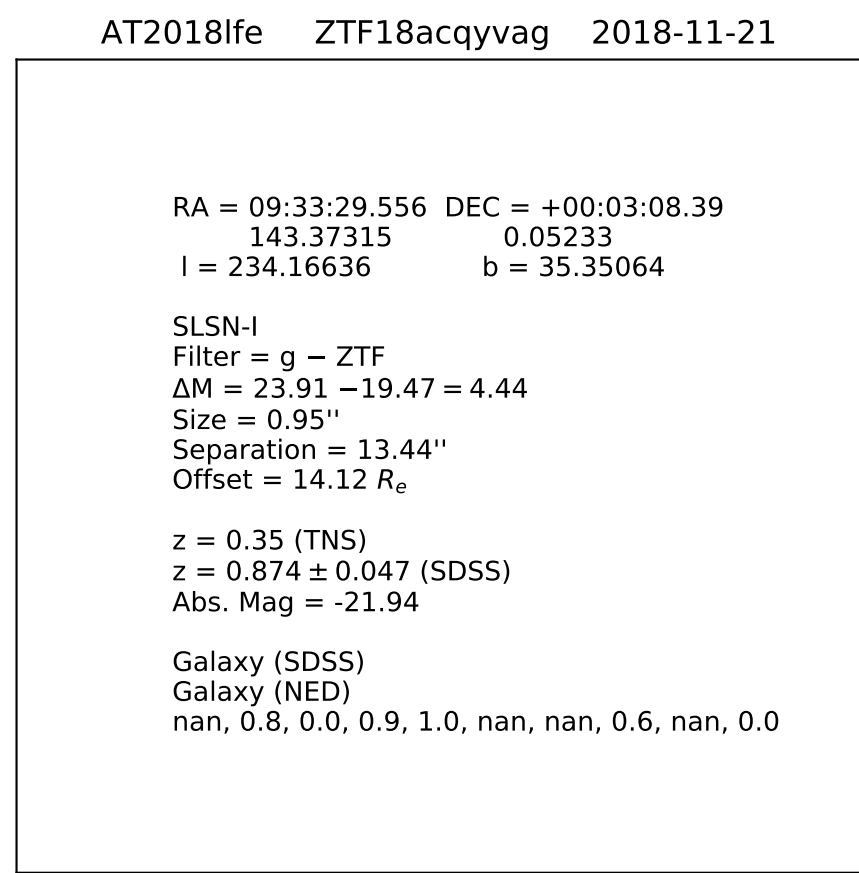 AT2018lfe ZTF18acqyvag 2018-11-21
RA = 09:33:29.556 DEC = +00:03:08.39
143.37315 0.05233
l = 234.16636 b = 35.35064
SLSN-I
Filter = g − ZTF
ΔM = 23.91 −19.47 = 4.44
Size = 0.95''
Separation = 13.44''
Offset = 14.12 Rₑ
z = 0.35 (TNS)
z = 0.874 ± 0.047 (SDSS)
Abs. Mag = -21.94
Galaxy (SDSS)
Galaxy (NED)
nan, 0.8, 0.0, 0.9, 1.0, nan, nan, 0.6, nan, 0.0